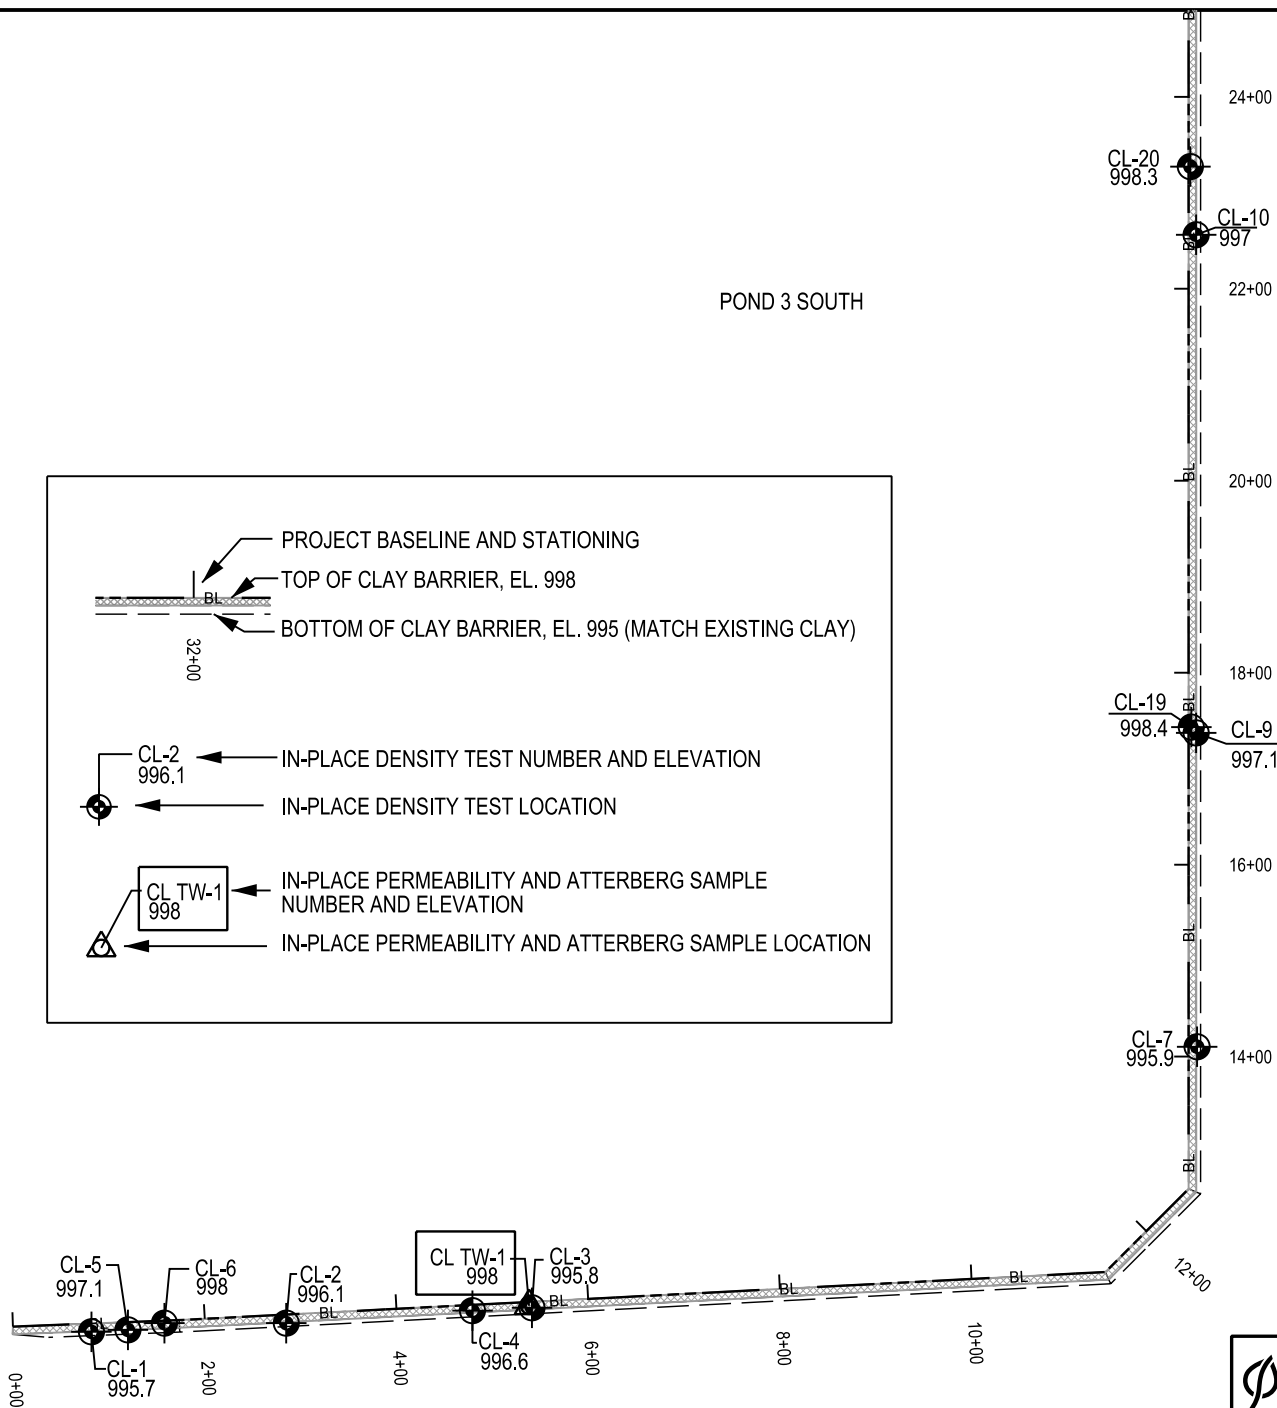 BL
24+00
CL-20
998.3
CL-10
997
BL
22+00
POND 3 SOUTH
BL
20+00
PROJECT BASELINE AND STATIONING
TOP OF CLAY BARRIER, EL. 998
BL
BOTTOM OF CLAY BARRIER, EL. 995 (MATCH EXISTING CLAY)
32+00
CL-2
996.1
IN-PLACE DENSITY TEST NUMBER AND ELEVATION
IN-PLACE DENSITY TEST LOCATION
CL TW-1
998
IN-PLACE PERMEABILITY AND ATTERBERG SAMPLE
NUMBER AND ELEVATION
IN-PLACE PERMEABILITY AND ATTERBERG SAMPLE LOCATION
18+00
BL
CL-19
998.4
CL-9
997.1
16+00
BL
CL-7
995.9
14+00
BL
12+00
CL-5
997.1
CL-6
998
CL-2
996.1
CL TW-1
998
CL-3
995.8
BL
BL
BL
BL
CL-1
995.7
CL-4
996.6
0+00
2+00
4+00
6+00
8+00
10+00